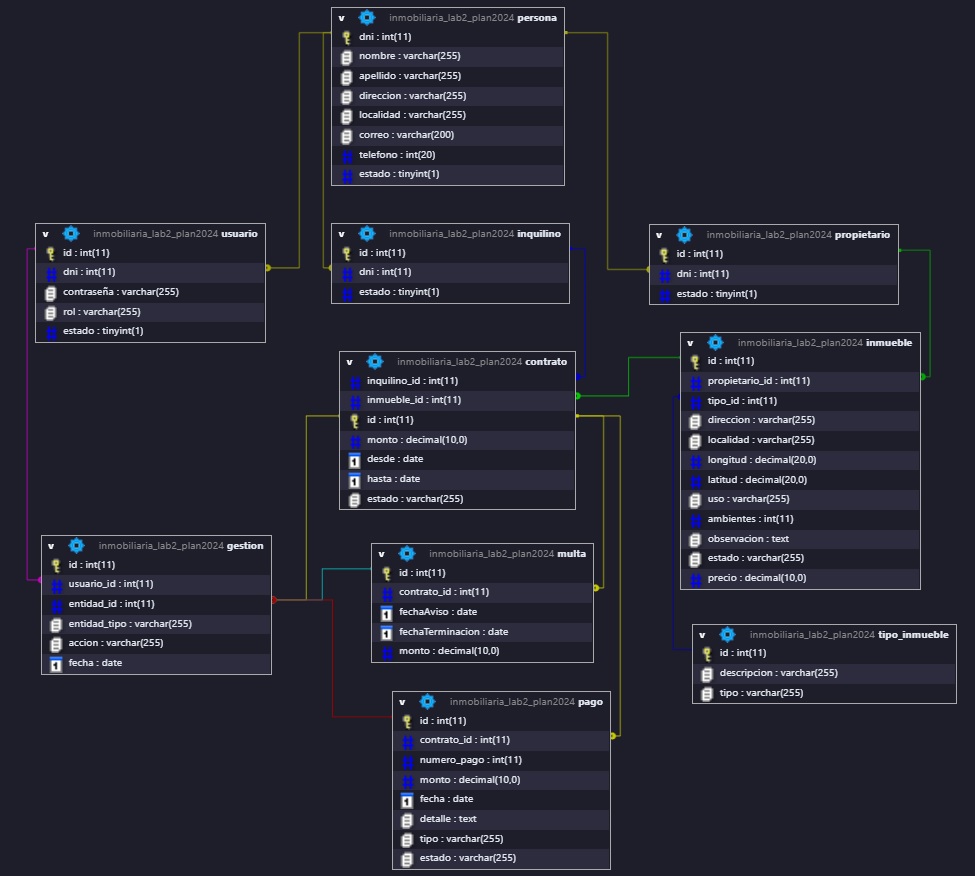 v inmobiliaria_lab2_plan2024 persona
dni : int(11)
nombre : varchar(255)
apellido : varchar(255)
direccion : varchar(255)
localidad : varchar(255)
correo : varchar(200)
telefono : int(20)
estado : tinyint(1)
v inmobiliaria_lab2_plan2024 usuario
id : int(11)
dni : int(11)
contraseña : varchar(255)
rol : varchar(255)
estado : tinyint(1)
v inmobiliaria_lab2_plan2024 inquilino
id : int(11)
dni : int(11)
estado : tinyint(1)
v inmobiliaria_lab2_plan2024 propietario
id : int(11)
dni : int(11)
estado : tinyint(1)
v inmobiliaria_lab2_plan2024 contrato
inquilino_id : int(11)
inmueble_id : int(11)
id : int(11)
monto : decimal(10,0)
desde : date
hasta : date
estado : varchar(255)
v inmobiliaria_lab2_plan2024 inmueble
id : int(11)
propietario_id : int(11)
tipo_id : int(11)
direccion : varchar(255)
localidad : varchar(255)
longitud : decimal(20,0)
latitud : decimal(20,0)
uso : varchar(255)
ambientes : int(11)
observacion : text
estado : varchar(255)
precio : decimal(10,0)
v inmobiliaria_lab2_plan2024 gestion
id : int(11)
usuario_id : int(11)
entidad_id : int(11)
entidad_tipo : varchar(255)
accion : varchar(255)
fecha : date
v inmobiliaria_lab2_plan2024 multa
id : int(11)
contrato_id : int(11)
fechaAviso : date
fechaTerminacion : date
monto : decimal(10,0)
v inmobiliaria_lab2_plan2024 tipo_inmueble
id : int(11)
descripcion : varchar(255)
tipo : varchar(255)
v inmobiliaria_lab2_plan2024 pago
id : int(11)
contrato_id : int(11)
numero_pago : int(11)
monto : decimal(10,0)
fecha : date
detalle : text
tipo : varchar(255)
estado : varchar(255)